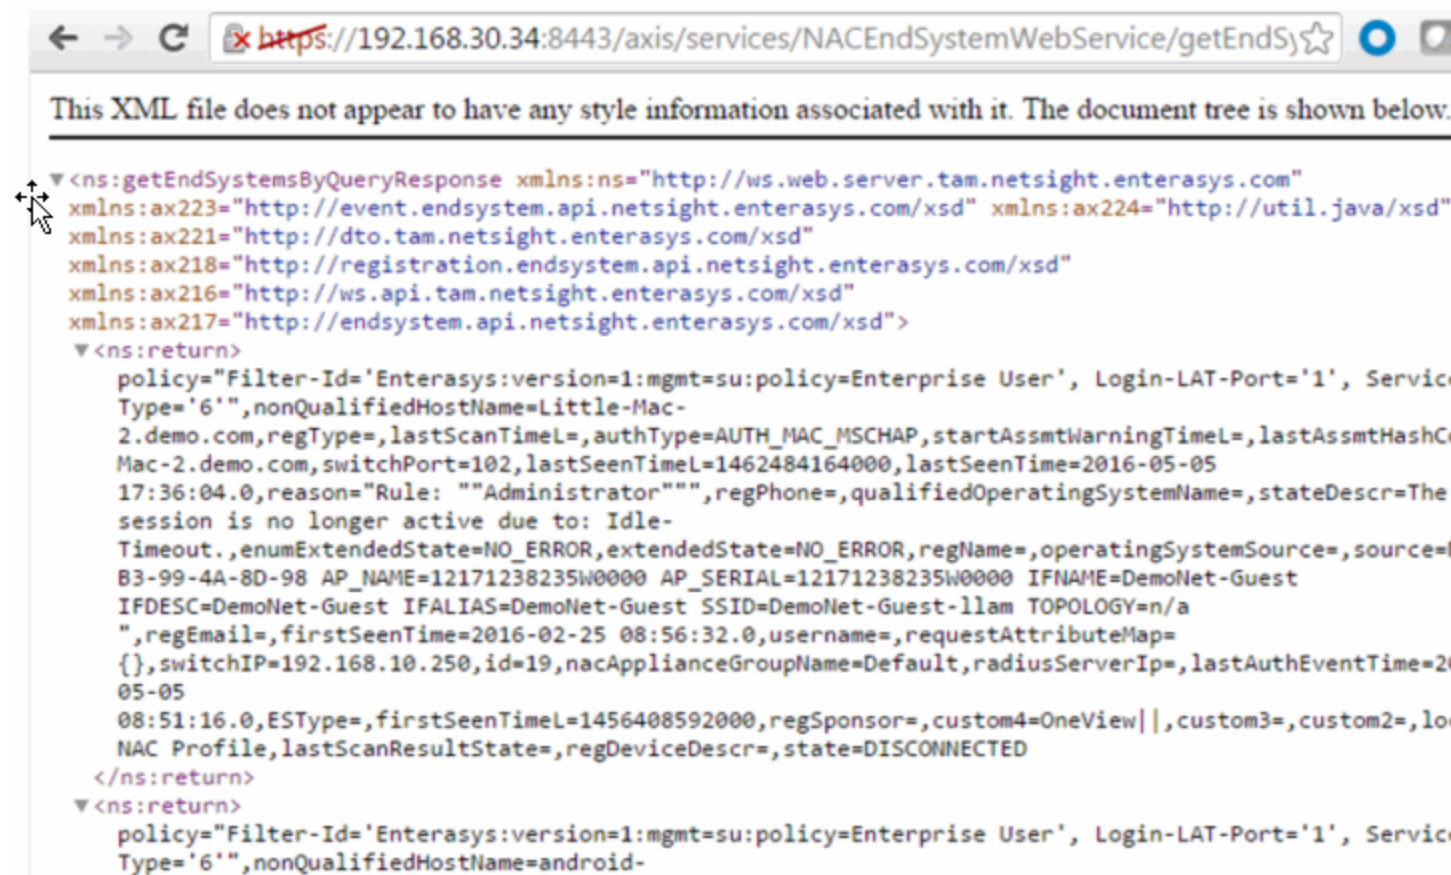 https://192.168.30.34:8443/axis/services/NACEndSystemWebService/getEndSy
This XML file does not appear to have any style information associated with it. The document tree is shown below.
▼<ns:getEndSystemsByQueryResponse xmlns:ns="http://ws.web.server.tam.netsight.enterasys.com"
xmlns:ax223="http://event.endsystem.api.netsight.enterasys.com/xsd" xmlns:ax224="http://util.java/xsd"
xmlns:ax221="http://dto.tam.netsight.enterasys.com/xsd"
xmlns:ax218="http://registration.endsystem.api.netsight.enterasys.com/xsd"
xmlns:ax216="http://ws.api.tam.netsight.enterasys.com/xsd"
xmlns:ax217="http://endsystem.api.netsight.enterasys.com/xsd">
▼<ns:return>
policy="Filter-Id='Enterasys:version=1:mgmt=su:policy=Enterprise User', Login-LAT-Port='1', Service
Type='6'",nonQualifiedHostName=Little-Mac-
2.demo.com,regType=,lastScanTimeL=,authType=AUTH_MAC_MSCHAP,startAssmtWarningTimeL=,lastAssmtHashCo
Mac-2.demo.com,switchPort=102,lastSeenTimeL=1462484164000,lastSeenTime=2016-05-05
17:36:04.0,reason="Rule: ""Administrator""",regPhone=,qualifiedOperatingSystemName=,stateDescr=The
session is no longer active due to: Idle-
Timeout.,enumExtendedState=NO_ERROR,extendedState=NO_ERROR,regName=,operatingSystemSource=,source=
B3-99-4A-8D-98 AP_NAME=12171238235W0000 AP_SERIAL=12171238235W0000 IFNAME=DemoNet-Guest
IFDESC=DemoNet-Guest IFALIAS=DemoNet-Guest SSID=DemoNet-Guest-llam TOPOLOGY=n/a
",regEmail=,firstSeenTime=2016-02-25 08:56:32.0,username=,requestAttributeMap=
{},switchIP=192.168.10.250,id=19,nacApplianceGroupName=Default,radiusServerIp=,lastAuthEventTime=20
05-05
08:51:16.0,ESType=,firstSeenTimeL=1456408592000,regSponsor=,custom4=OneView||,custom3=,custom2=,lo
NAC Profile,lastScanResultState=,regDeviceDescr=,state=DISCONNECTED
</ns:return>
▼<ns:return>
policy="Filter-Id='Enterasys:version=1:mgmt=su:policy=Enterprise User', Login-LAT-Port='1', Service
Type='6'",nonQualifiedHostName=android-